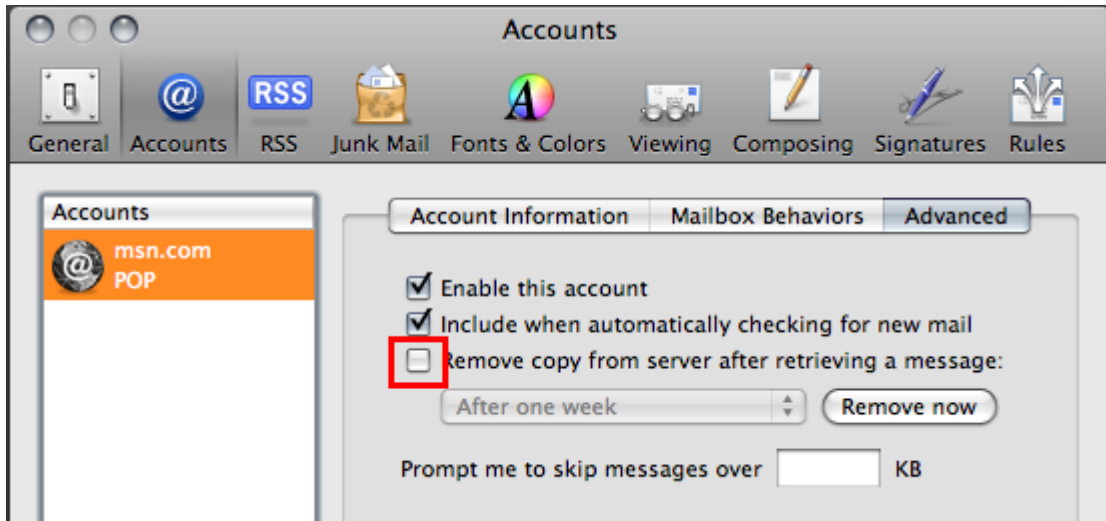 Accounts
RSS
General Accounts RSS Junk Mail Fonts & Colors Viewing Composing Signatures Rules
Accounts
msn.com
POP
Account Information Mailbox Behaviors Advanced
Enable this account
Include when automatically checking for new mail
Remove copy from server after retrieving a message:
After one week Remove now
Prompt me to skip messages over KB